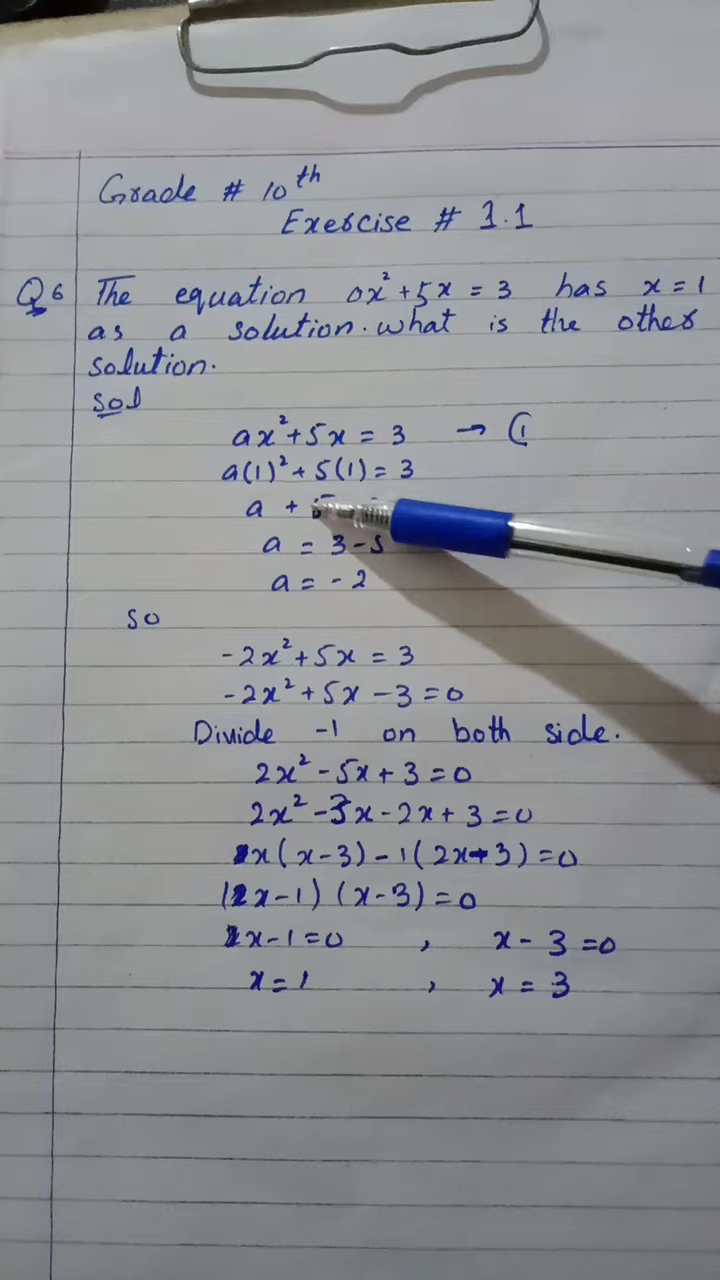 Grade # 10th
Exercise # 1.1
Q6 The equation ax²+5x = 3 has x = 1
as a solution. what is the other
solution.
Sol
ax²+5x = 3 → (1
a(1)²+5(1) = 3
a +
a = 3-5
a = -2
so
-2x²+5x = 3
-2x²+5x-3=0
Divide -1 on both side.
2x²-5x+3=0
2x²-3x-2x+3=0
x(x-3)-1(2x+3)=0
(2x-1) (x-3)=0
x-1=0 , x-3=0
x=1 , x=3